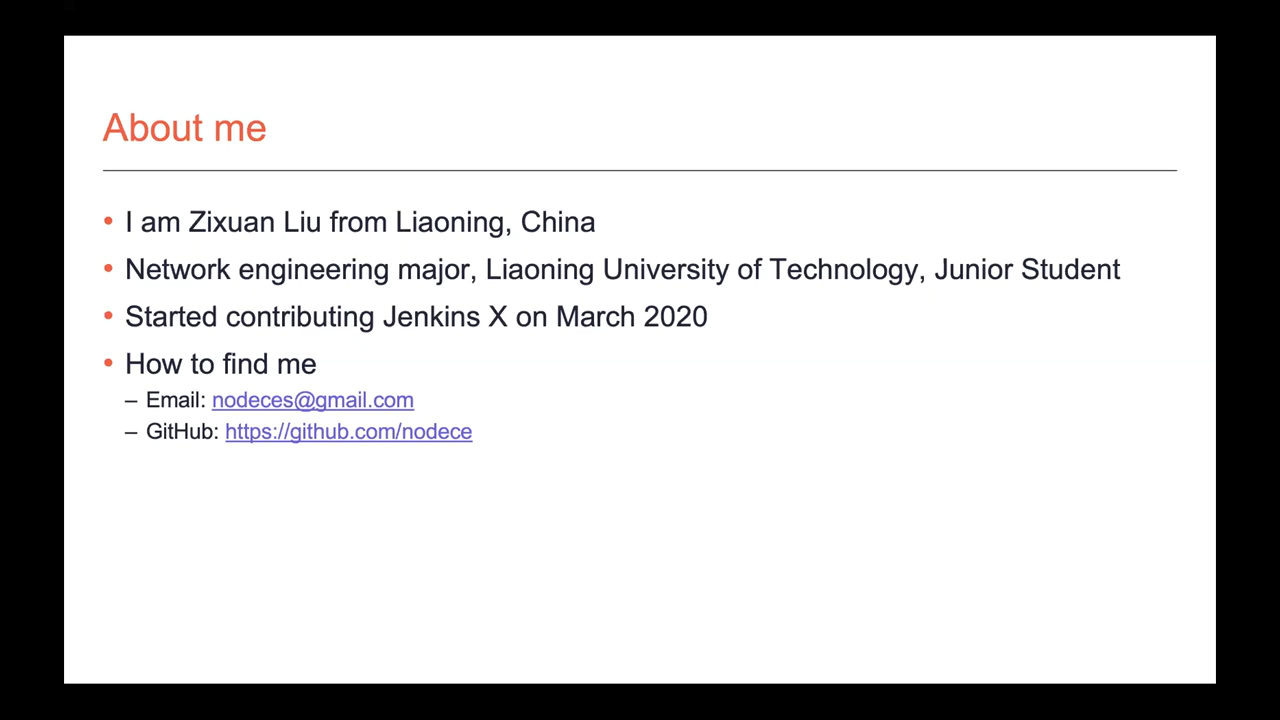 About me
• I am Zixuan Liu from Liaoning, China
• Network engineering major, Liaoning University of Technology, Junior Student
• Started contributing Jenkins X on March 2020
• How to find me
– Email: nodeces@gmail.com
– GitHub: https://github.com/nodece